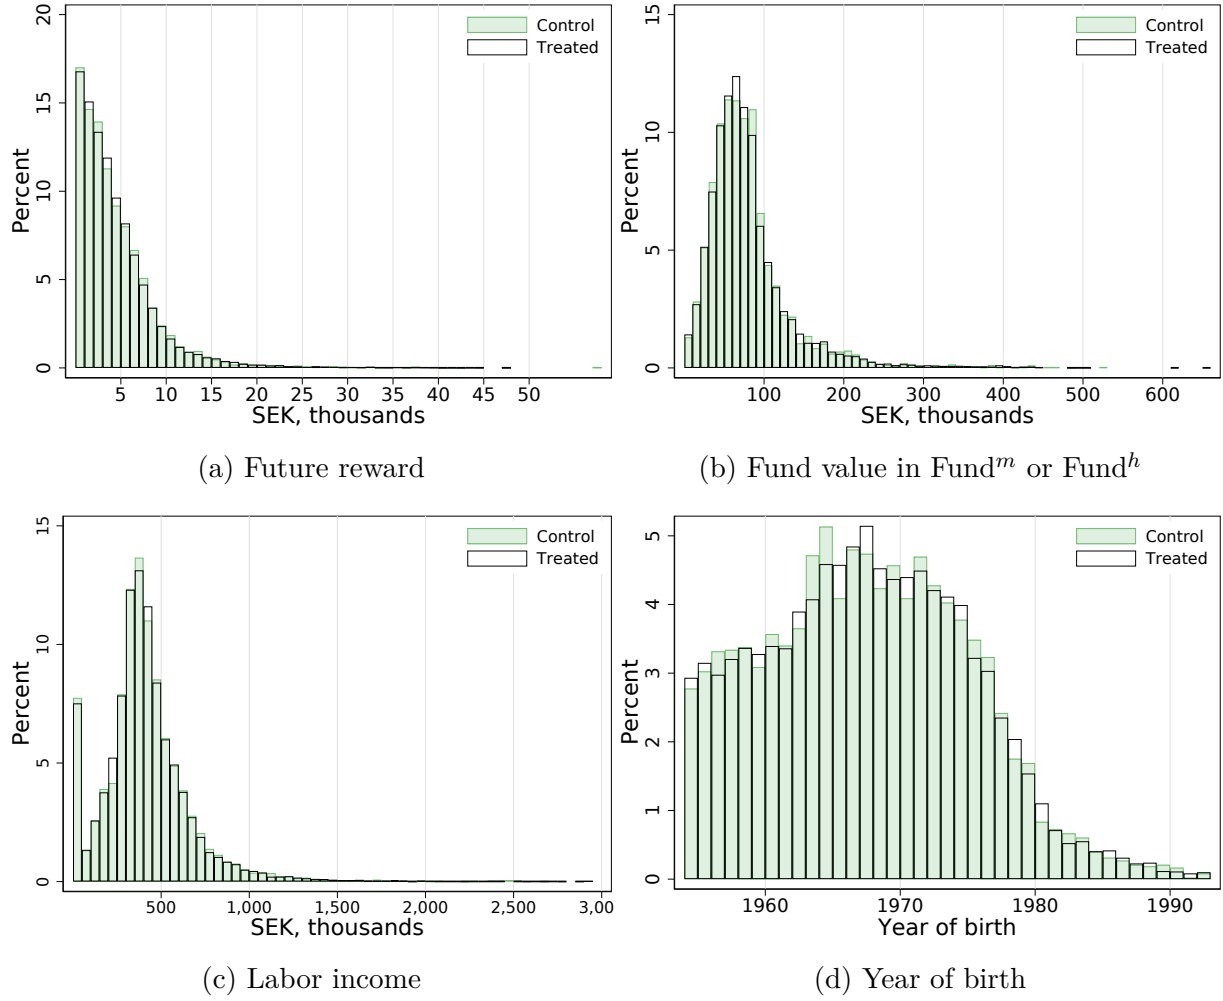 Control
Treated
Percent
0
5
10
15
20
5 10 15 20 25 30 35 40 45 50
SEK, thousands
(a) Future reward
Control
Treated
Percent
0
5
10
15
100 200 300 400 500 600
SEK, thousands
(b) Fund value in Fund^m or Fund^h
Control
Treated
Percent
0
5
10
15
500 1,000 1,500 2,000 2,500 3,00
SEK, thousands
(c) Labor income
Control
Treated
Percent
0
1
2
3
4
5
1960 1970 1980 1990
Year of birth
(d) Year of birth